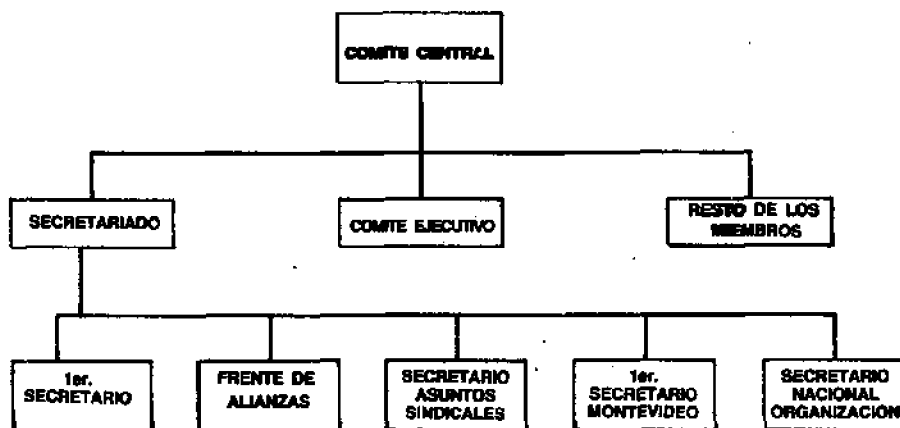 COMITE CENTRAL
SECRETARIADO
COMITE EJECUTIVO
RESTO DE LOS
MIEMBROS
1er.
SECRETARIO
FRENTE DE
ALIANZAS
SECRETARIO
ASUNTOS
SINDICALES
1er.
SECRETARIO
MONTEVIDEO
SECRETARIO
NACIONAL
ORGANIZACION